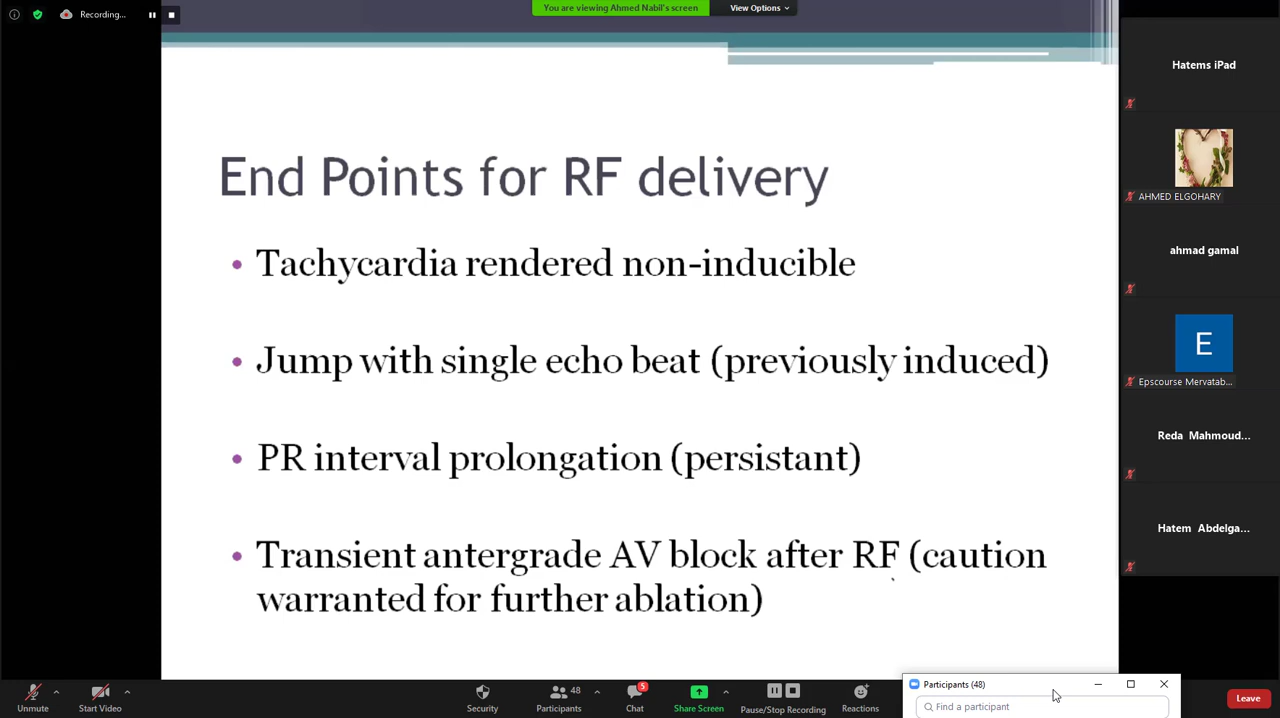 Recording...
You are viewing Ahmed Nabil's screen
View Options
End Points for RF delivery
• Tachycardia rendered non-inducible
• Jump with single echo beat (previously induced)
• PR interval prolongation (persistant)
• Transient antergrade AV block after RF (caution
warranted for further ablation)
Hatems iPad
AHMED ELGOHARY
ahmad gamal
E
Epscourse Mervatab...
Reda Mahmoud...
Hatem Abdelga...
Participants (48)
Find a participant
Unmute
Start Video
Security
48
Participants
5
Chat
Share Screen
Pause/Stop Recording
Reactions
Leave